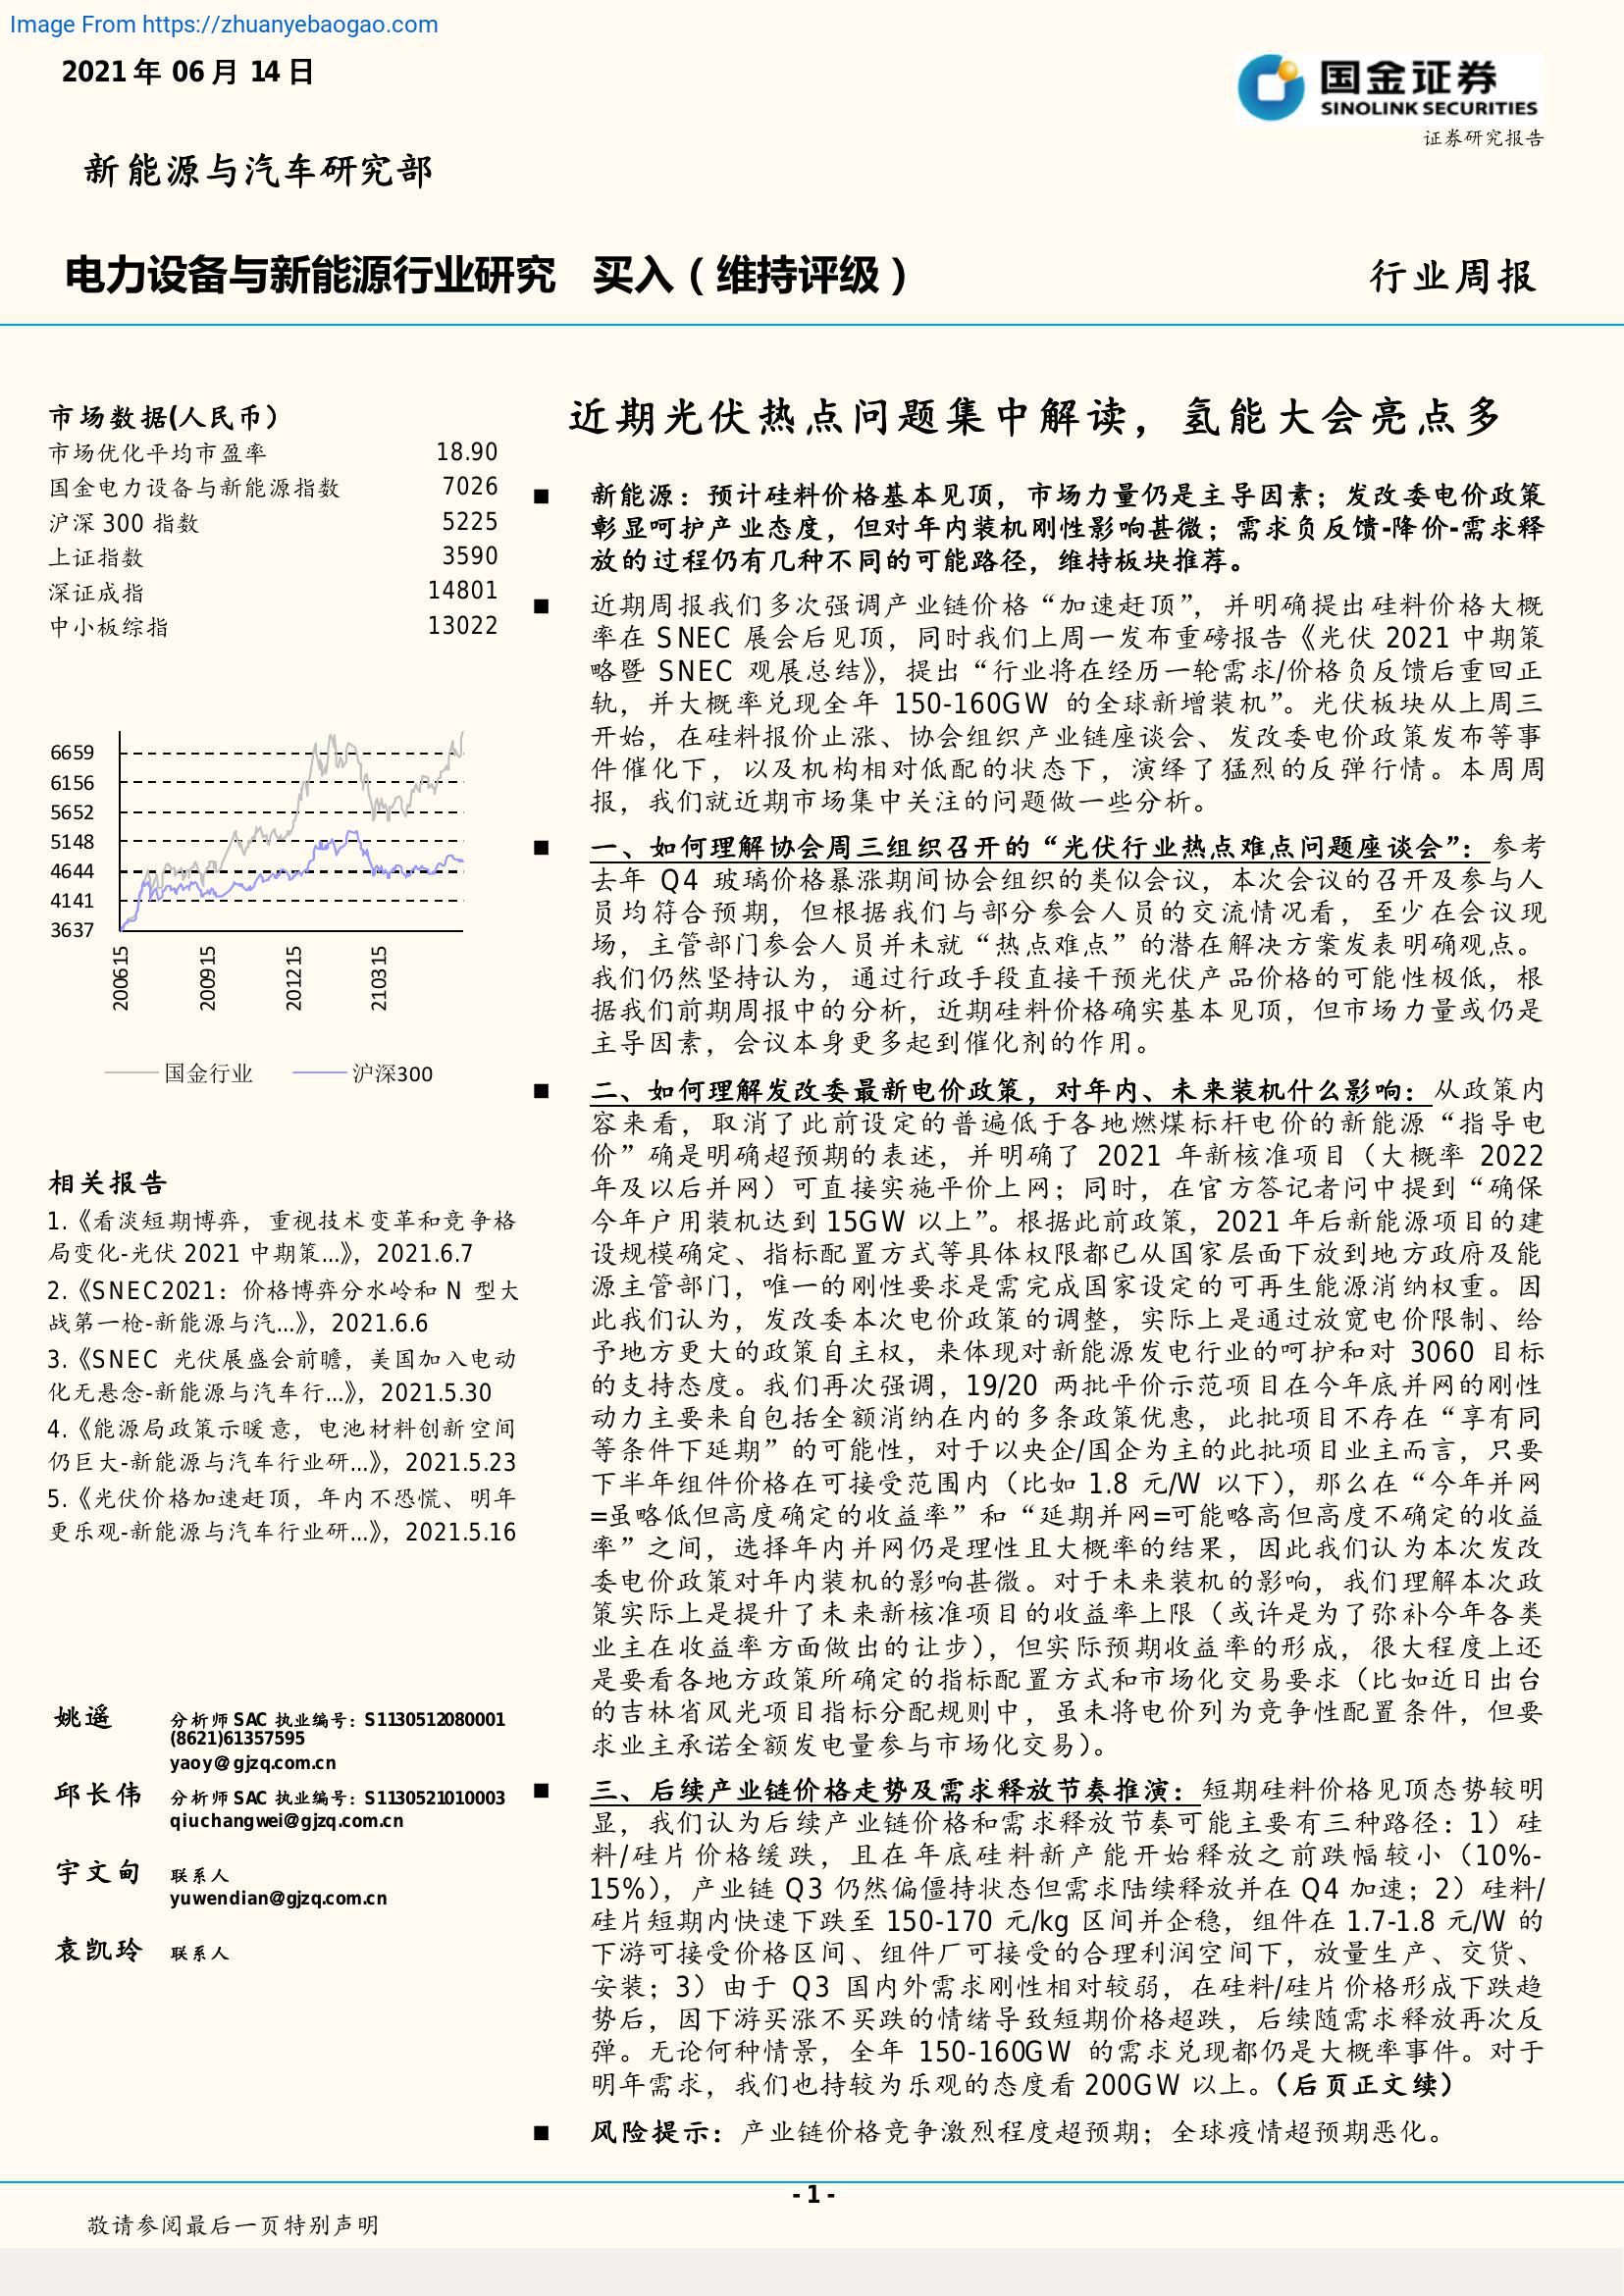 Image From https://zhuanyebaogao.com
2021 年 06 月 14 日
国金证券
SINOLINK SECURITIES
证券研究报告
新能源与汽车研究部
电力设备与新能源行业研究 买入（维持评级）
行业周报
市场数据(人民币）
市场优化平均市盈率 18.90
国金电力设备与新能源指数 7026
沪深 300 指数 5225
上证指数 3590
深证成指 14801
中小板综指 13022
6659
6156
5652
5148
4644
4141
3637
200615
200915
201215
210315
国金行业 沪深300
相关报告
1.《看淡短期博弈，重视技术变革和竞争格
局变化-光伏 2021 中期策...》，2021.6.7
2.《SNEC2021：价格博弈分水岭和 N 型大
战第一枪-新能源与汽...》，2021.6.6
3.《SNEC 光伏展盛会前瞻，美国加入电动
化无悬念-新能源与汽车行...》，2021.5.30
4.《能源局政策示暖意，电池材料创新空间
仍巨大-新能源与汽车行业研...》，2021.5.23
5.《光伏价格加速赶顶，年内不恐慌、明年
更乐观-新能源与汽车行业研...》，2021.5.16
姚遥 分析师 SAC 执业编号：S1130512080001
(8621)61357595
yaoy@gjzq.com.cn
邱长伟 分析师 SAC 执业编号：S1130521010003
qiuchangwei@gjzq.com.cn
宇文甸 联系人
yuwendian@gjzq.com.cn
袁凯玲 联系人
近期光伏热点问题集中解读，氢能大会亮点多
■ 新能源：预计硅料价格基本见顶，市场力量仍是主导因素；发改委电价政策
彰显呵护产业态度，但对年内装机刚性影响甚微；需求负反馈-降价-需求释
放的过程仍有几种不同的可能路径，维持板块推荐。
■ 近期周报我们多次强调产业链价格“加速赶顶”，并明确提出硅料价格大概
率在 SNEC 展会后见顶，同时我们上周一发布重磅报告《光伏 2021 中期策
略暨 SNEC 观展总结》，提出“行业将在经历一轮需求/价格负反馈后重回正
轨，并大概率兑现全年 150-160GW 的全球新增装机”。光伏板块从上周三
开始，在硅料报价止涨、协会组织产业链座谈会、发改委电价政策发布等事
件催化下，以及机构相对低配的状态下，演绎了猛烈的反弹行情。本周周
报，我们就近期市场集中关注的问题做一些分析。
■ 一、如何理解协会周三组织召开的“光伏行业热点难点问题座谈会”：参考
去年 Q4 玻璃价格暴涨期间协会组织的类似会议，本次会议的召开及参与人
员均符合预期，但根据我们与部分参会人员的交流情况看，至少在会议现
场，主管部门参会人员并未就“热点难点”的潜在解决方案发表明确观点。
我们仍然坚持认为，通过行政手段直接干预光伏产品价格的可能性极低，根
据我们前期周报中的分析，近期硅料价格确实基本见顶，但市场力量或仍是
主导因素，会议本身更多起到催化剂的作用。
■ 二、如何理解发改委最新电价政策，对年内、未来装机什么影响：从政策内
容来看，取消了此前设定的普遍低于各地燃煤标杆电价的新能源“指导电
价”确是明确超预期的表述，并明确了 2021 年新核准项目（大概率 2022
年及以后并网）可直接实施平价上网；同时，在官方答记者问中提到“确保
今年户用装机达到 15GW 以上”。根据此前政策，2021 年后新能源项目的建
设规模确定、指标配置方式等具体权限都已从国家层面下放到地方政府及能
源主管部门，唯一的刚性要求是需完成国家设定的可再生能源消纳权重。因
此我们认为，发改委本次电价政策的调整，实际上是通过放宽电价限制、给
予地方更大的政策自主权，来体现对新能源发电行业的呵护和对 3060 目标
的支持态度。我们再次强调，19/20 两批平价示范项目在今年底并网的刚性
动力主要来自包括全额消纳在内的多条政策优惠，此批项目不存在“享有同
等条件下延期”的可能性，对于以央企/国企为主的此批项目业主而言，只要
下半年组件价格在可接受范围内（比如 1.8 元/W 以下），那么在“今年并网
=虽略低但高度确定的收益率”和“延期并网=可能略高但高度不确定的收益
率”之间，选择年内并网仍是理性且大概率的结果，因此我们认为本次发改
委电价政策对年内装机的影响甚微。对于未来装机的影响，我们理解本次政
策实际上是提升了未来新核准项目的收益率上限（或许是为了弥补今年各类
业主在收益率方面做出的让步），但实际预期收益率的形成，很大程度上还
是要看各地方政策所确定的指标配置方式和市场化交易要求（比如近日出台
的吉林省风光项目指标分配规则中，虽未将电价列为竞争性配置条件，但要
求业主承诺全额发电量参与市场化交易）。
■ 三、后续产业链价格走势及需求释放节奏推演：短期硅料价格见顶态势较明
显，我们认为后续产业链价格和需求释放节奏可能主要有三种路径：1）硅
料/硅片价格缓跌，且在年底硅料新产能开始释放之前跌幅较小（10%-
15%），产业链 Q3 仍然偏僵持状态但需求陆续释放并在 Q4 加速；2）硅料/
硅片短期内快速下跌至 150-170 元/kg 区间并企稳，组件在 1.7-1.8 元/W 的
下游可接受价格区间、组件厂可接受的合理利润空间下，放量生产、交货、
安装；3）由于 Q3 国内外需求刚性相对较弱，在硅料/硅片价格形成下跌趋
势后，因下游买涨不买跌的情绪导致短期价格超跌，后续随需求释放再次反
弹。无论何种情景，全年 150-160GW 的需求兑现都仍是大概率事件。对于
明年需求，我们也持较为乐观的态度看 200GW 以上。（后页正文续）
■ 风险提示：产业链价格竞争激烈程度超预期；全球疫情超预期恶化。
- 1 -
敬请参阅最后一页特别声明